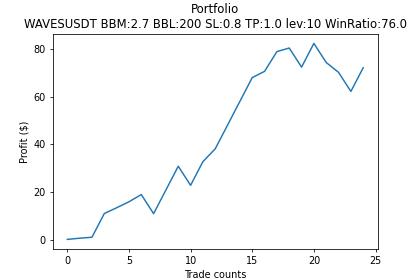 Portfolio
WAVESUSDT BBM:2.7 BBL:200 SL:0.8 TP:1.0 lev:10 WinRatio:76.0
80
60
40
20
0
Profit ($)
0 5 10 15 20 25
Trade counts